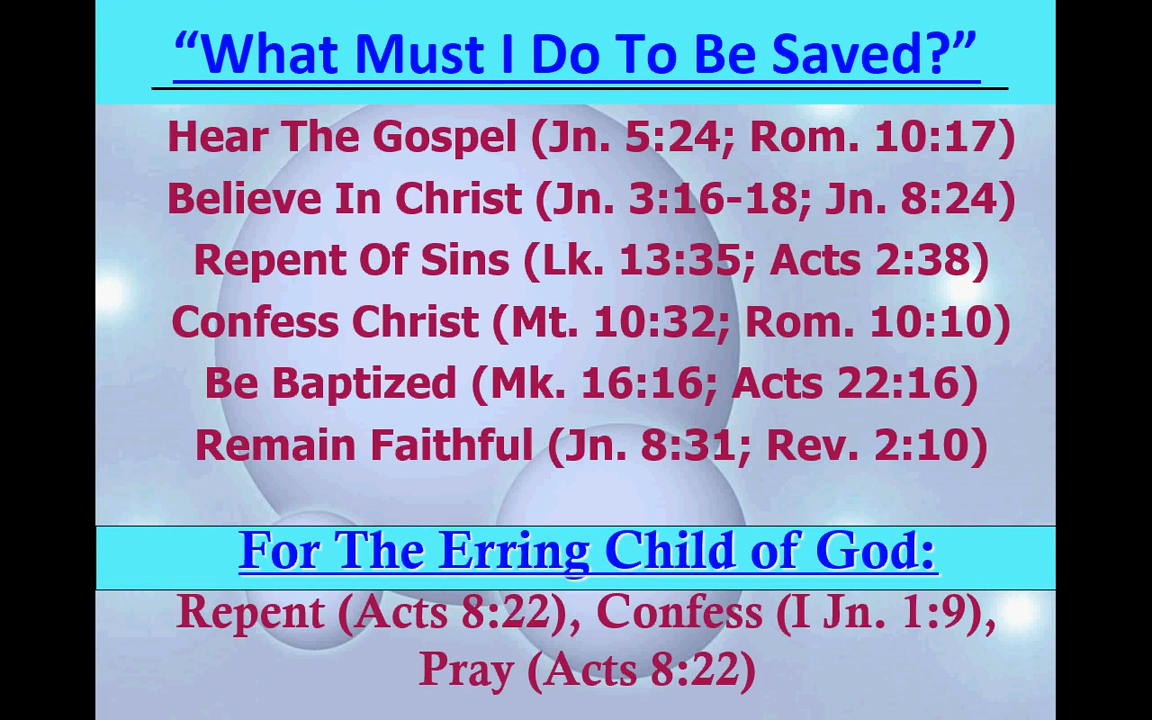 “What Must I Do To Be Saved?”
Hear The Gospel (Jn. 5:24; Rom. 10:17)
Believe In Christ (Jn. 3:16-18; Jn. 8:24)
Repent Of Sins (Lk. 13:35; Acts 2:38)
Confess Christ (Mt. 10:32; Rom. 10:10)
Be Baptized (Mk. 16:16; Acts 22:16)
Remain Faithful (Jn. 8:31; Rev. 2:10)
For The Erring Child of God:
Repent (Acts 8:22), Confess (I Jn. 1:9),
Pray (Acts 8:22)